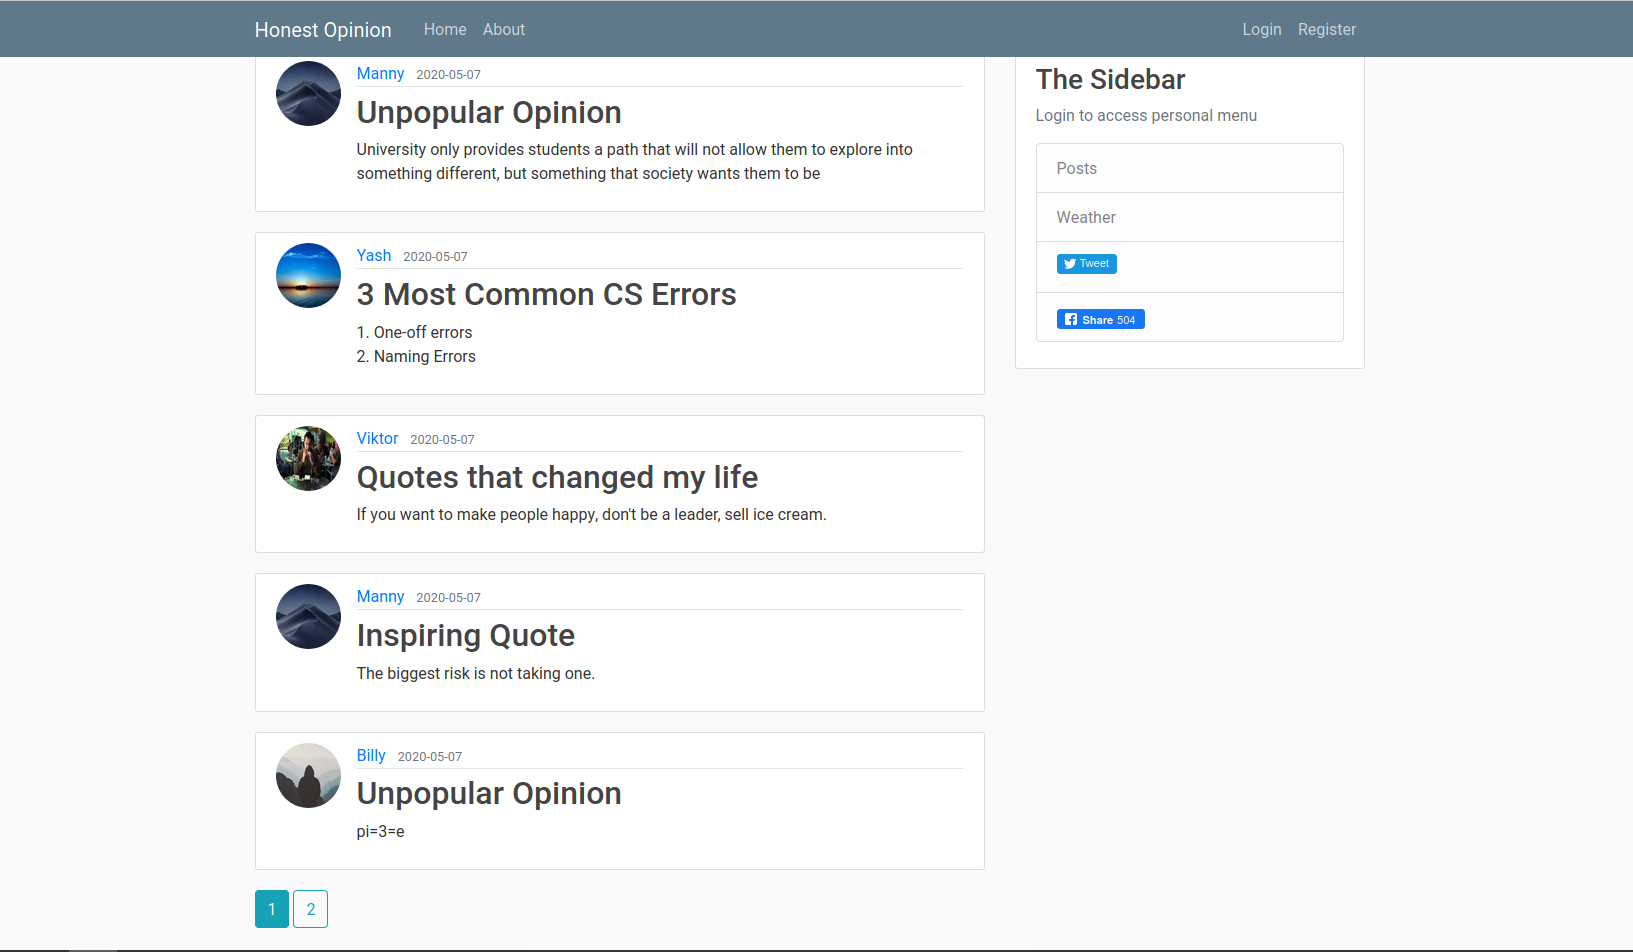 Honest Opinion Home About Login Register
Manny 2020-05-07
Unpopular Opinion
University only provides students a path that will not allow them to explore into
something different, but something that society wants them to be
Yash 2020-05-07
3 Most Common CS Errors
1. One-off errors
2. Naming Errors
Viktor 2020-05-07
Quotes that changed my life
If you want to make people happy, don't be a leader, sell ice cream.
Manny 2020-05-07
Inspiring Quote
The biggest risk is not taking one.
Billy 2020-05-07
Unpopular Opinion
pi=3=e
1 2
The Sidebar
Login to access personal menu
Posts
Weather
Tweet
Share 504